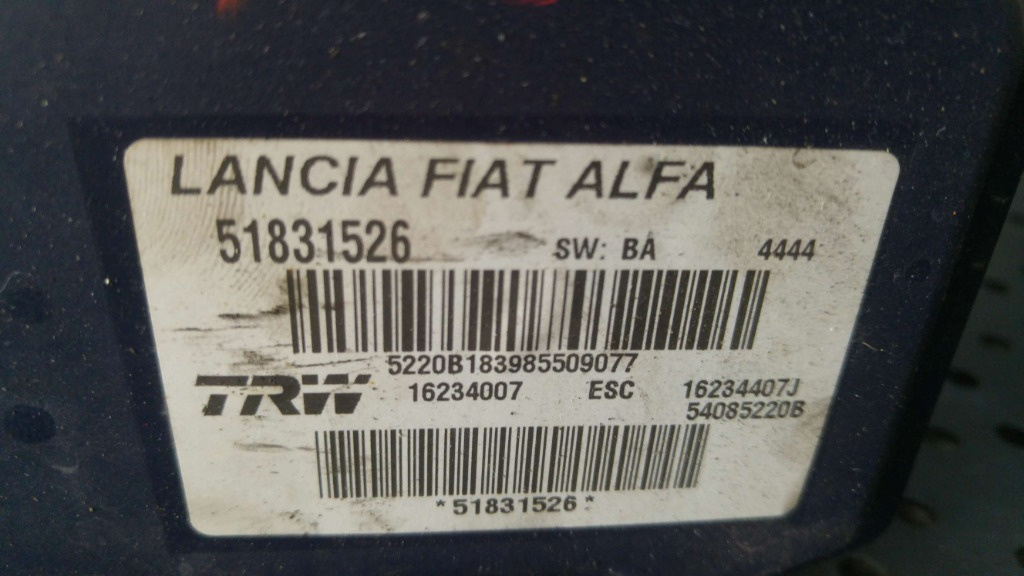 LANCIA FIAT ALFA
51831526 SW: BA 4444
5220B183985509077
TRW 16234007 ESC 16234407J
54085220B
*51831526*